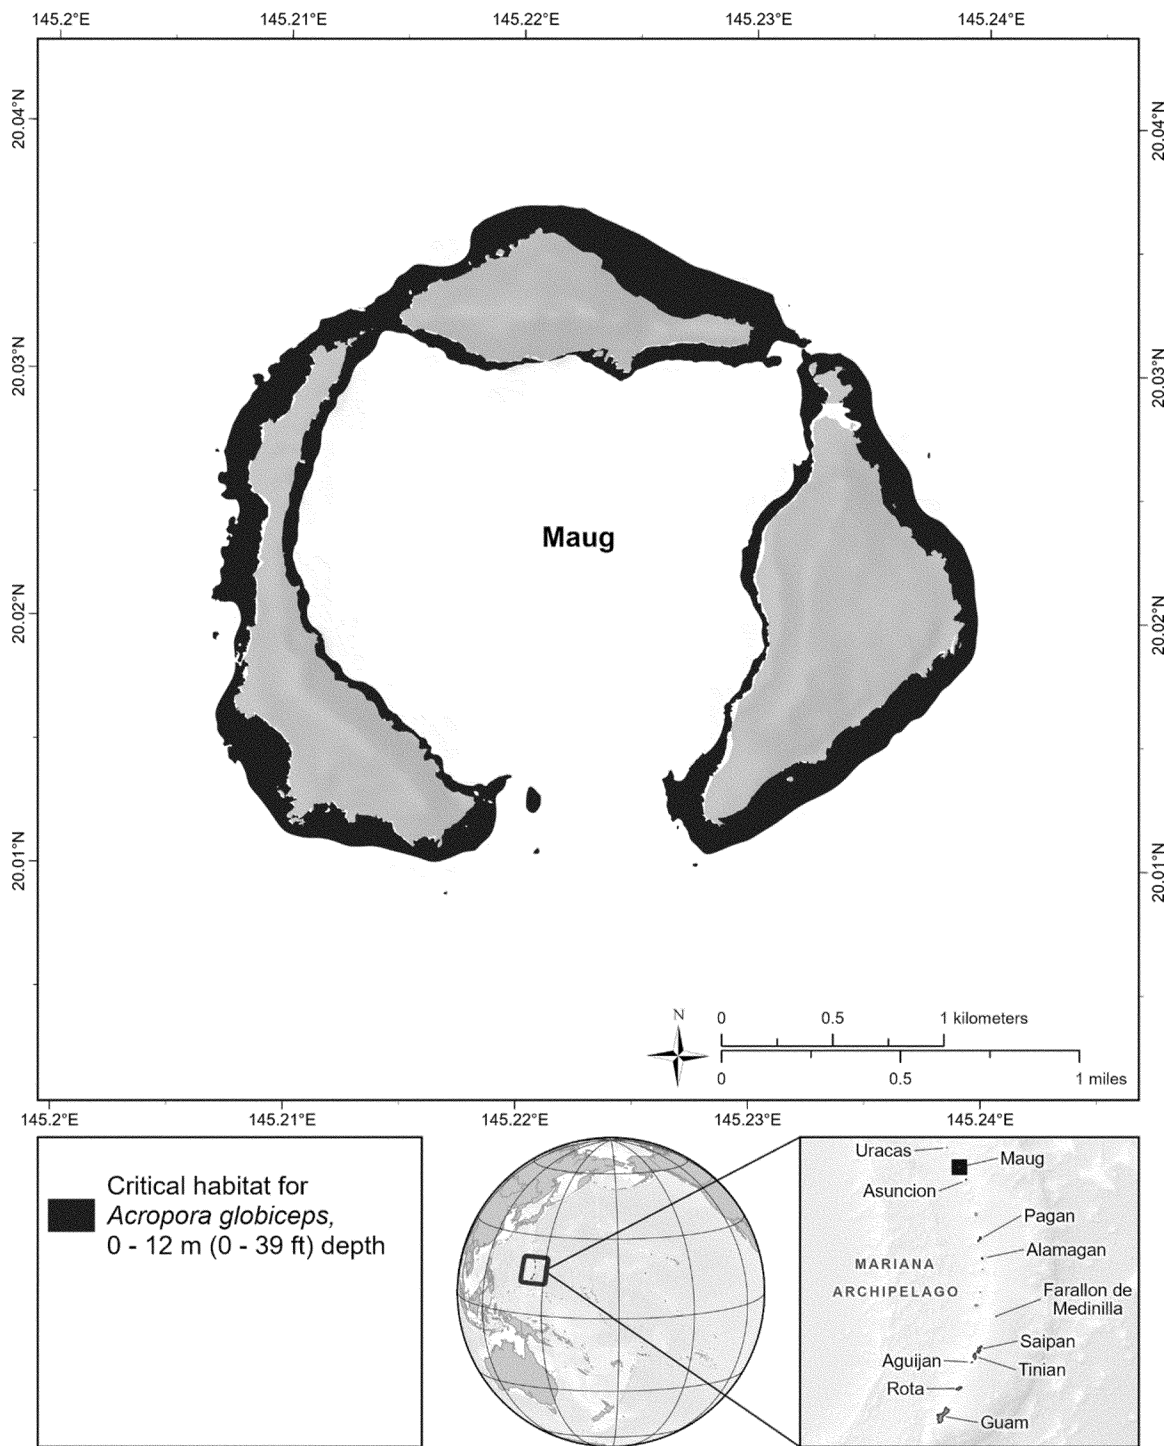 145.2°E 145.21°E 145.22°E 145.23°E 145.24°E
20.04°N 20.04°N
20.03°N 20.03°N
Maug
20.02°N 20.02°N
20.01°N 20.01°N
N 0 0.5 1 kilometers
0 0.5 1 miles
145.2°E 145.21°E 145.22°E 145.23°E 145.24°E
Critical habitat for
Acropora globiceps,
0 - 12 m (0 - 39 ft) depth
Uracas
Maug
Asuncion
Pagan
Alamagan
MARIANA
ARCHIPELAGO
Farallon de
Medinilla
Saipan
Aguijan
Tinian
Rota
Guam